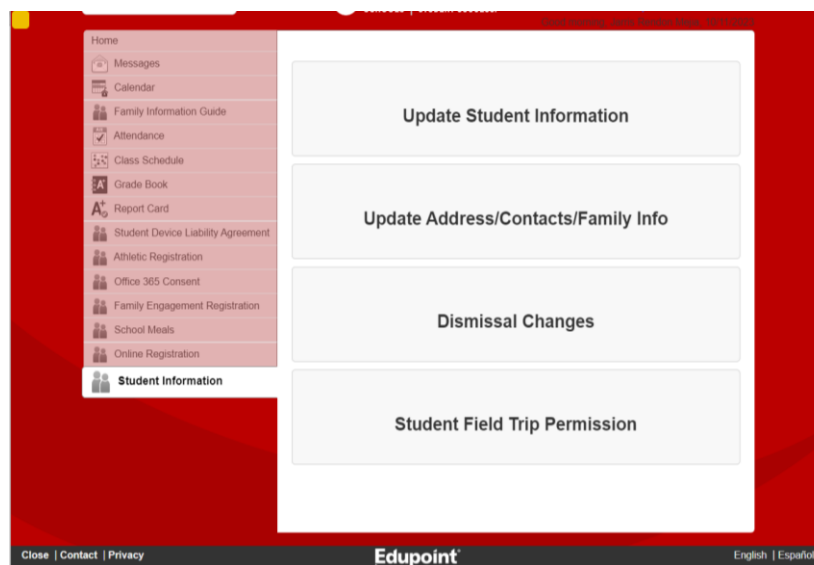 Home
Messages
Calendar
Family Information Guide
Attendance
Class Schedule
Grade Book
Report Card
Student Device Liability Agreement
Athletic Registration
Office 365 Consent
Family Engagement Registration
School Meals
Online Registration
Student Information
Update Student Information
Update Address/Contacts/Family Info
Dismissal Changes
Student Field Trip Permission
Close | Contact | Privacy
Edupoint
English | Español